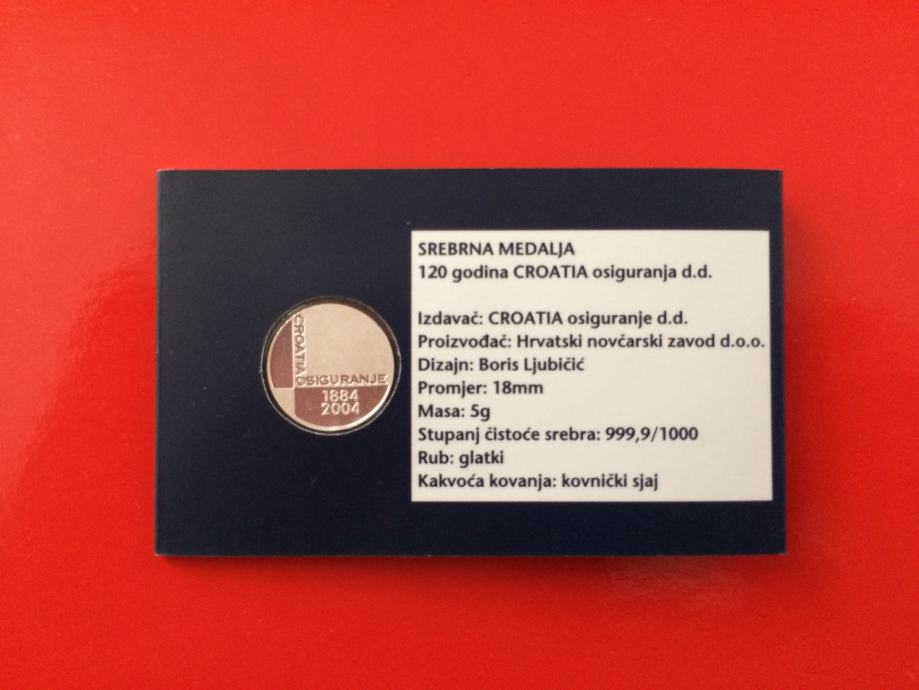 CROATIA
OSIGURANJE
1884
2004
SREBRNA MEDALJA
120 godina CROATIA osiguranja d.d.
Izdavač: CROATIA osiguranje d.d.
Proizvođač: Hrvatski novčarski zavod d.o.o.
Dizajn: Boris Ljubičić
Promjer: 18mm
Masa: 5g
Stupanj čistoće srebra: 999,9/1000
Rub: glatki
Kakvoća kovanja: kovnički sjaj